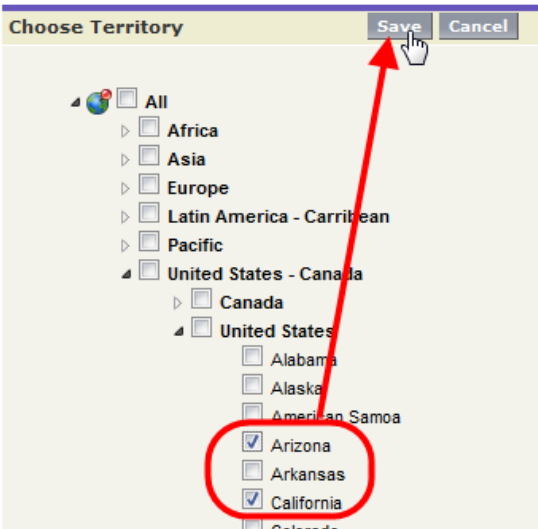 Choose Territory Save Cancel
All
Africa
Asia
Europe
Latin America - Carribean
Pacific
United States - Canada
Canada
United States
Alabama
Alaska
American Samoa
Arizona
Arkansas
California
Colorado